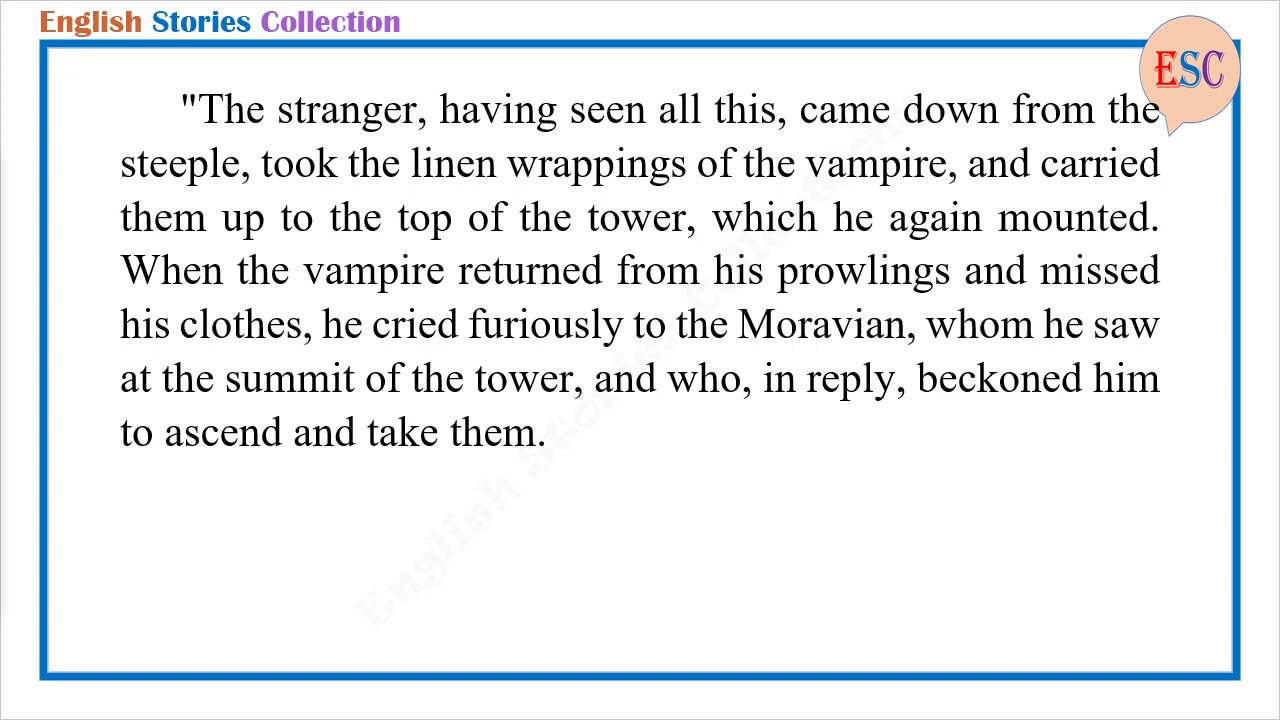 English Stories Collection
ESC
"The stranger, having seen all this, came down from the
steeple, took the linen wrappings of the vampire, and carried
them up to the top of the tower, which he again mounted.
When the vampire returned from his prowlings and missed
his clothes, he cried furiously to the Moravian, whom he saw
at the summit of the tower, and who, in reply, beckoned him
to ascend and take them.
English Stories Collection